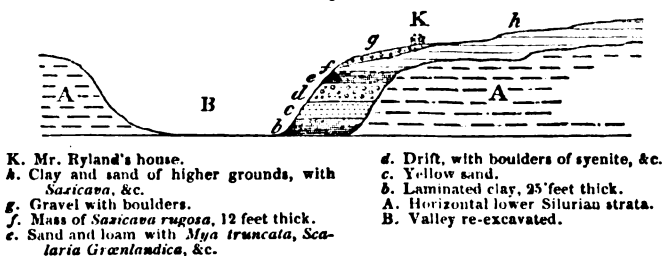 K
h
g
f
e
d
c
b
A
B
A
K. Mr. Ryland's house.
h. Clay and sand of higher grounds, with
Saxicava, &c.
g. Gravel with boulders.
f. Mass of Saxicava rugosa, 12 feet thick.
e. Sand and loam with Mya truncata, Sca-
laria Grœnlandica, &c.
d. Drift, with boulders of syenite, &c.
c. Yellow sand.
b. Laminated clay, 25 feet thick.
A. Horizontal lower Silurian strata.
B. Valley re-excavated.